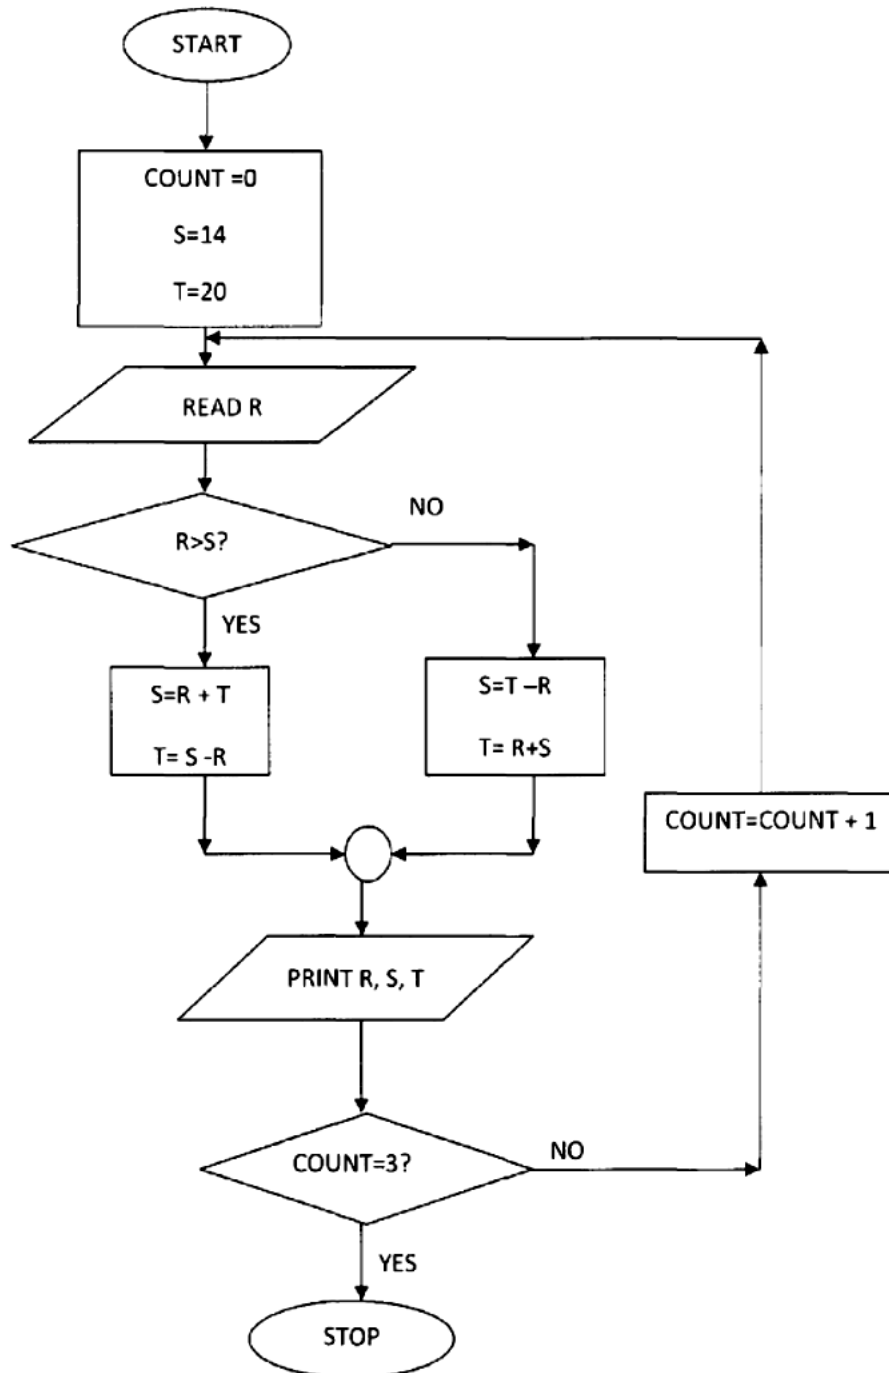 START
COUNT =0
S=14
T=20
READ R
R>S?
NO
YES
S=R + T
T= S -R
S=T –R
T= R+S
COUNT=COUNT + 1
PRINT R, S, T
COUNT=3?
NO
YES
STOP